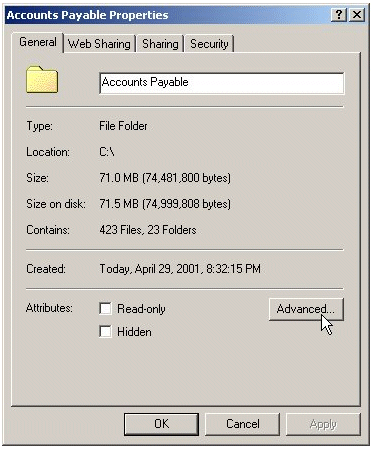 Accounts Payable Properties
General Web Sharing Sharing Security
Accounts Payable
Type: File Folder
Location: C:\
Size: 71.0 MB (74,481,800 bytes)
Size on disk: 71.5 MB (74,999,808 bytes)
Contains: 423 Files, 23 Folders
Created: Today, April 29, 2001, 8:32:15 PM
Attributes: Read-only Advanced...
Hidden
OK Cancel Apply